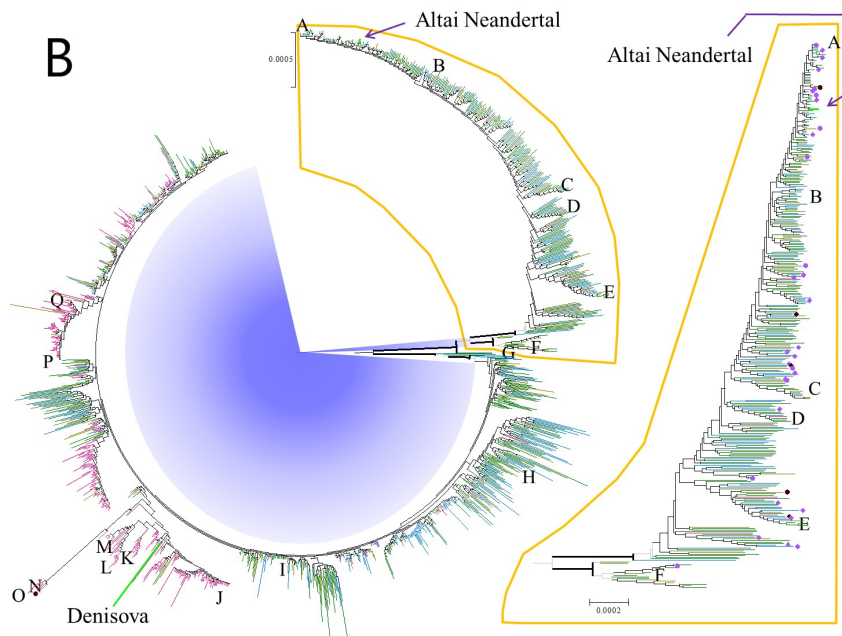 B
A
Altai Neandertal
0.0005
B
C
D
E
F
G
H
I
J
K
L
M
N
O
Denisova
P
Q
Altai Neandertal
A
B
C
D
E
F
0.0002